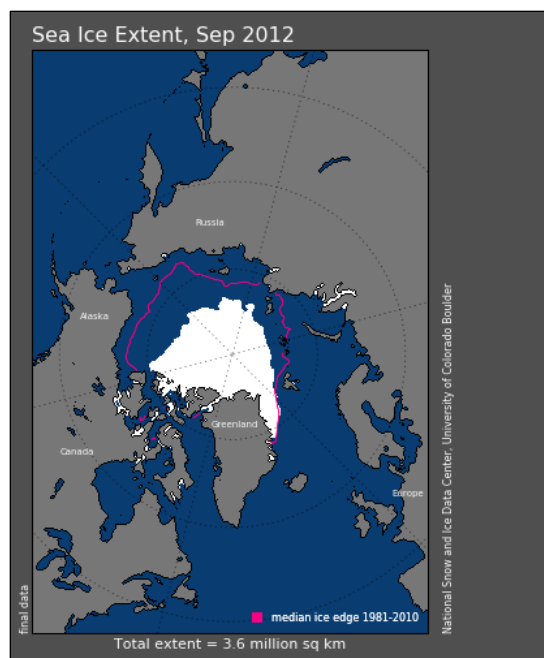 Sea Ice Extent, Sep 2012
Russia
Alaska
Greenland
Canada
Europe
National Snow and Ice Data Center, University of Colorado Boulder
final data
median ice edge 1981-2010
Total extent = 3.6 million sq km